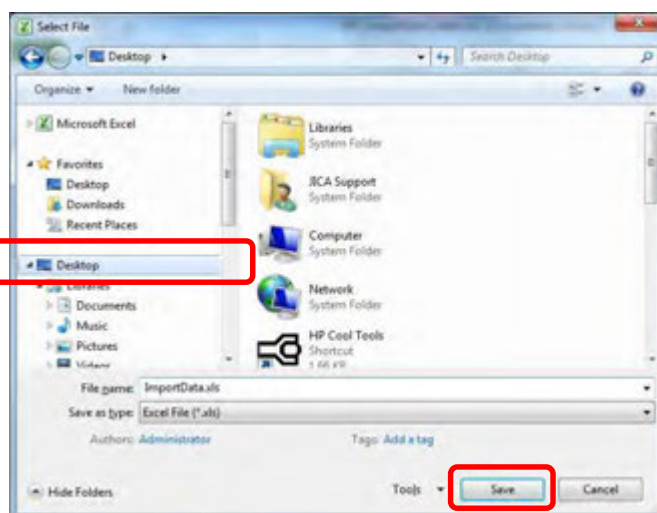 Select File
Desktop
Search Desktop
Organize
New folder
Microsoft Excel
Favorites
Desktop
Downloads
Recent Places
Desktop
Libraries
Documents
Music
Pictures
Videos
Libraries
System Folder
JICA Support
System Folder
Computer
System Folder
Network
System Folder
HP Cool Tools
Shortcut
1.66 KB
File name: ImportData.xls
Save as type: Excel File (*.xls)
Authors: Administrator
Tags: Add a tag
Hide Folders
Tools
Save
Cancel